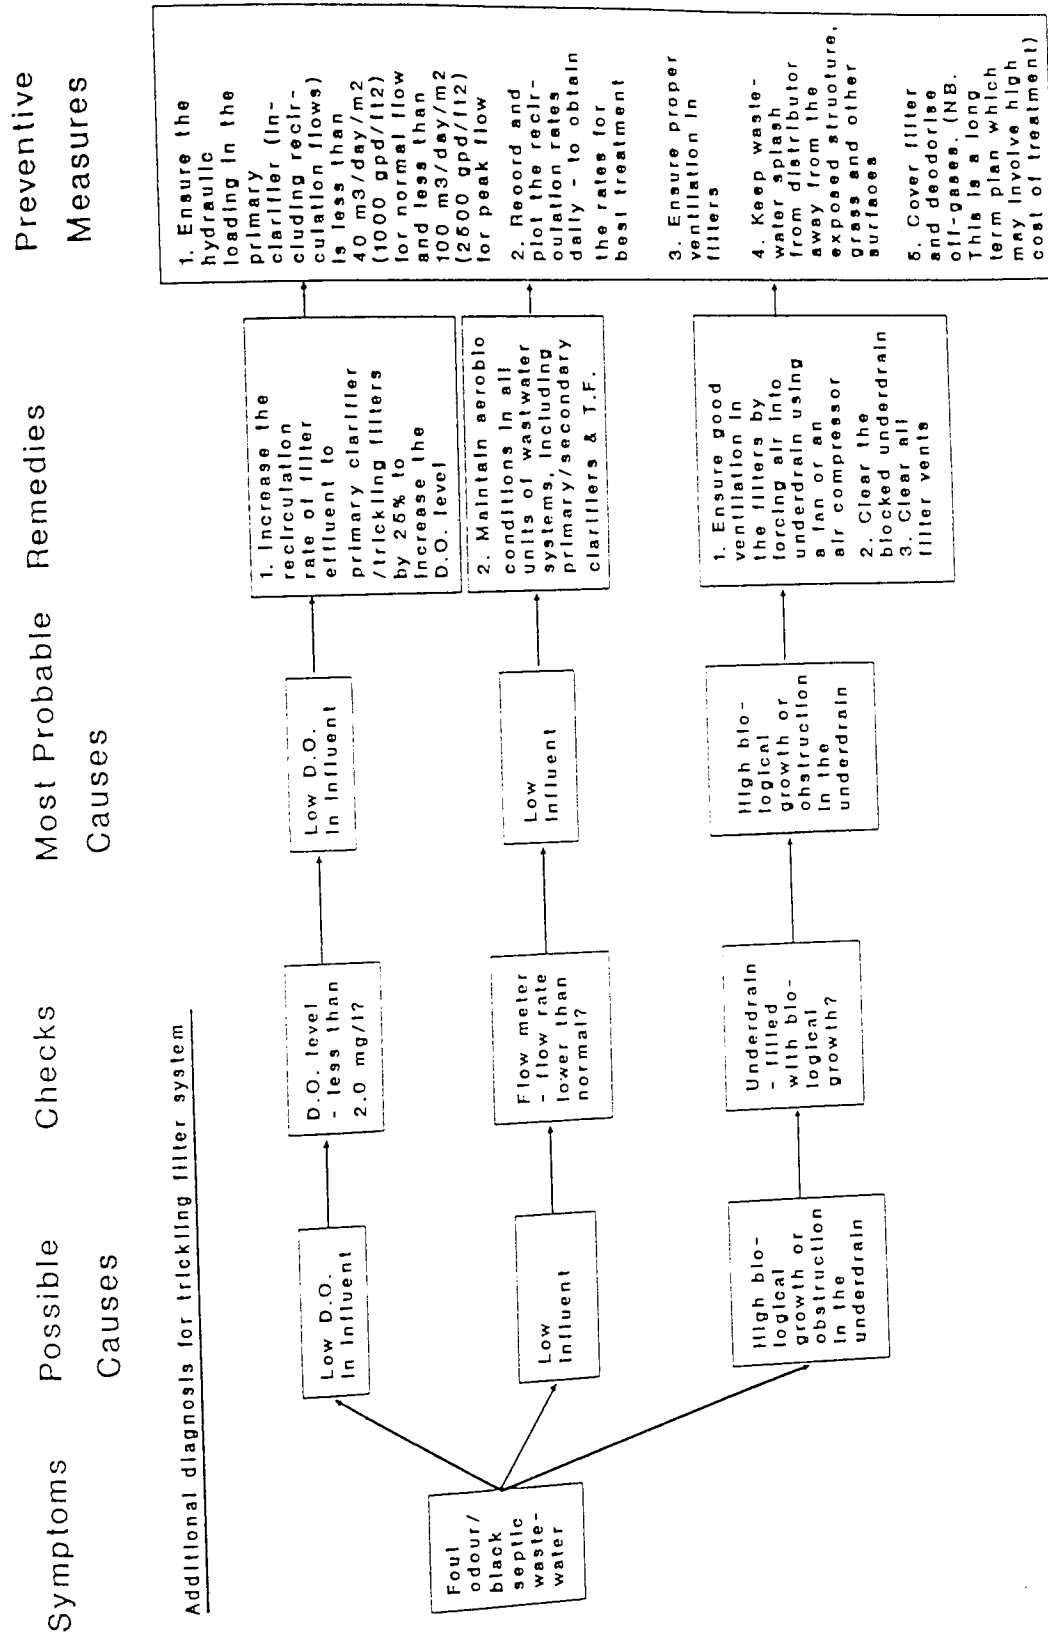 Symptoms
Possible
Causes
Checks
Most Probable
Causes
Remedies
Preventive
Measures
Additional diagnosis for trickling filter system
Foul
odour/
black
septic
waste-
water
Low D.O.
in influent
D.O. level
- less than
2.0 mg/l?
Low D.O.
in influent
1. Increase the
recirculation
rate of filter
effluent to
primary clarifier
/trickling filters
by 25% to
increase the
D.O. level
Low
influent
Flow meter
- flow rate
lower than
normal?
Low
influent
2. Maintain aerobic
conditions in all
units of wastwater
systems, including
primary/secondary
clarifiers & T.F.
High bio-
logical
growth or
obstruction
in the
underdrain
Underdrain
- filled
with bio-
logical
growth?
High bio-
logical
growth or
obstruction
in the
underdrain
1. Ensure good
ventilation in
the filters by
forcing air into
underdrain using
a fan or an
air compressor
2. Clear the
blocked underdrain
3. Clear all
filter vents
1. Ensure the
hydraulic
loading in the
primary
clarifier (in-
cluding recir-
culation flows)
is less than
40 m3/day/m2
(1000 gpd/ft2)
for normal flow
and less than
100 m3/day/m2
(2500 gpd/ft2)
for peak flow
2. Record and
plot the recir-
culation rates
daily - to obtain
the rates for
best treatment
3. Ensure proper
ventilation in
filters
4. Keep waste-
water splash
from distributor
away from the
exposed structure,
grass and other
surfaces
5. Cover filter
and deodorise
off-gases. (NB.
This is a long
term plan which
may involve high
cost of treatment)